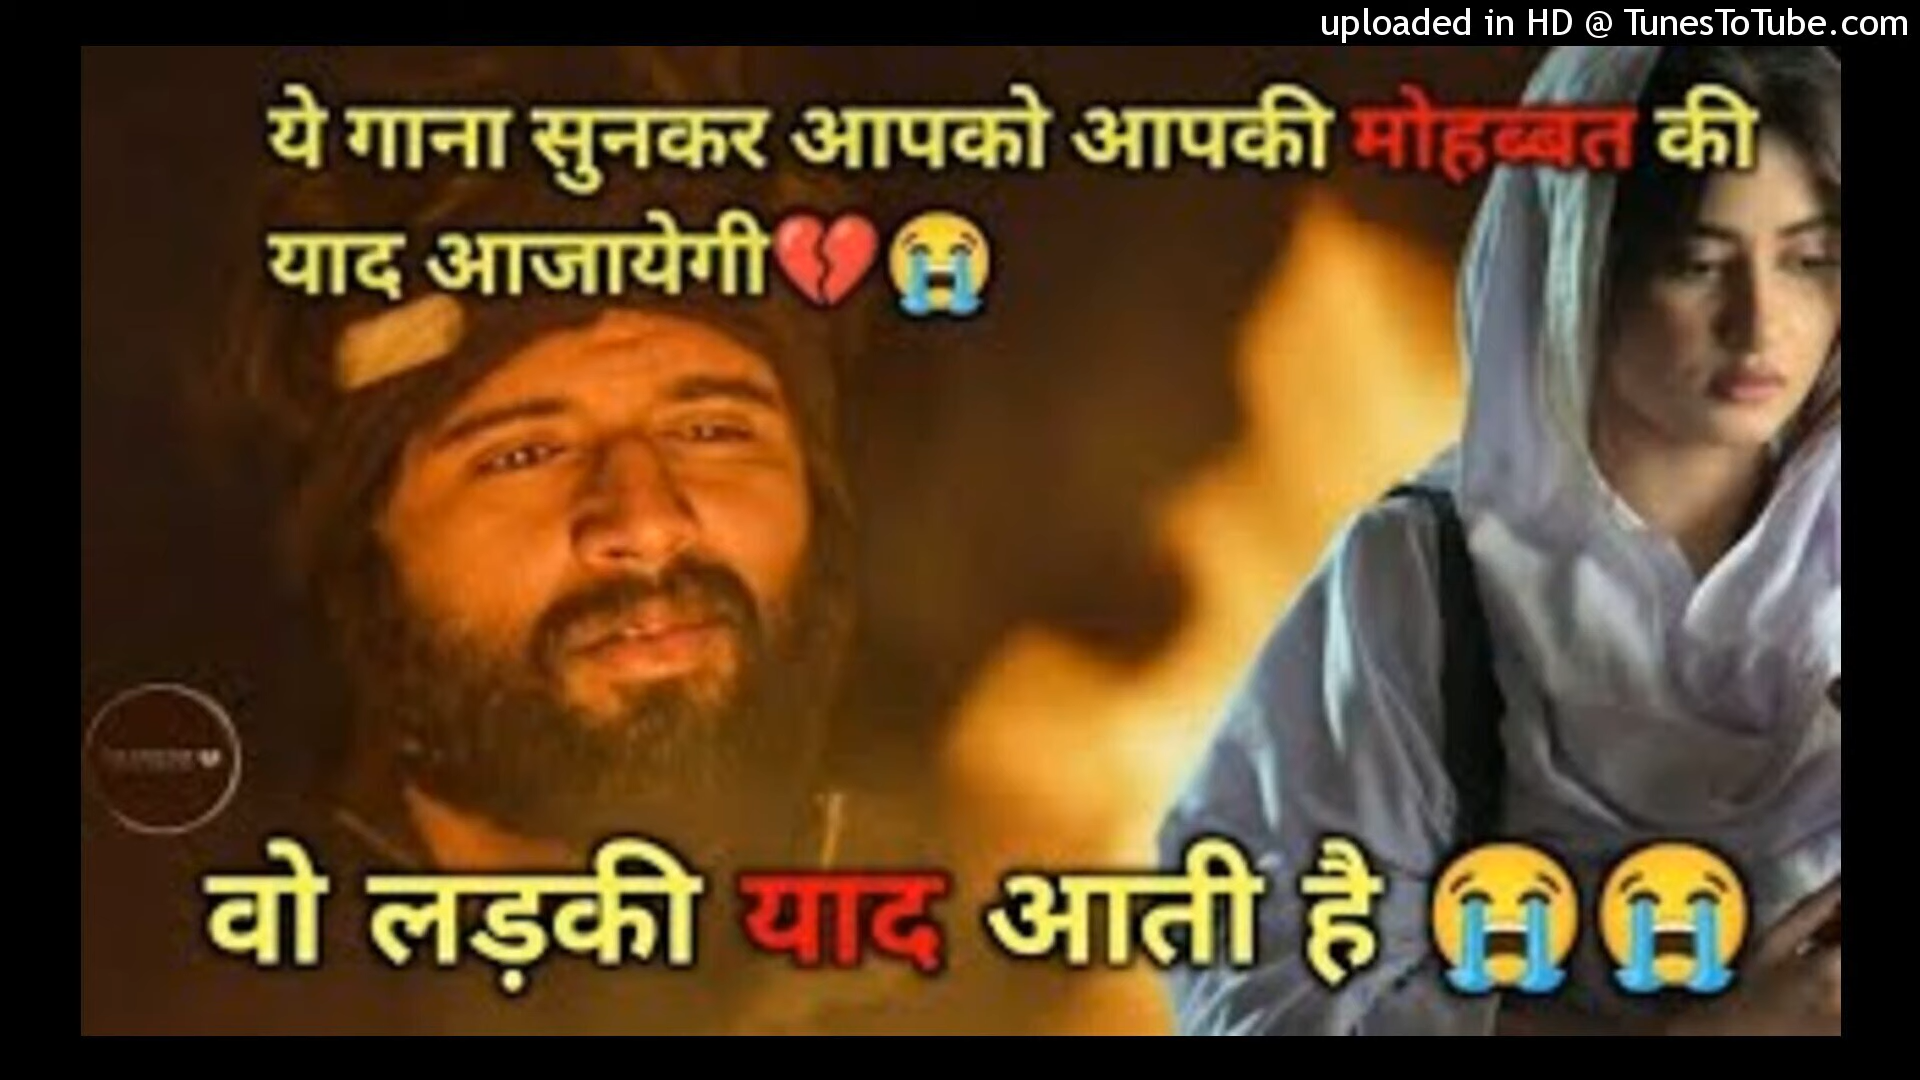 uploaded in HD @ TunesToTube.com
ये गाना सुनकर आपको आपकी मोहब्बत की
याद आजायेगी💔😭
वो लड़की याद आती है 😭😭